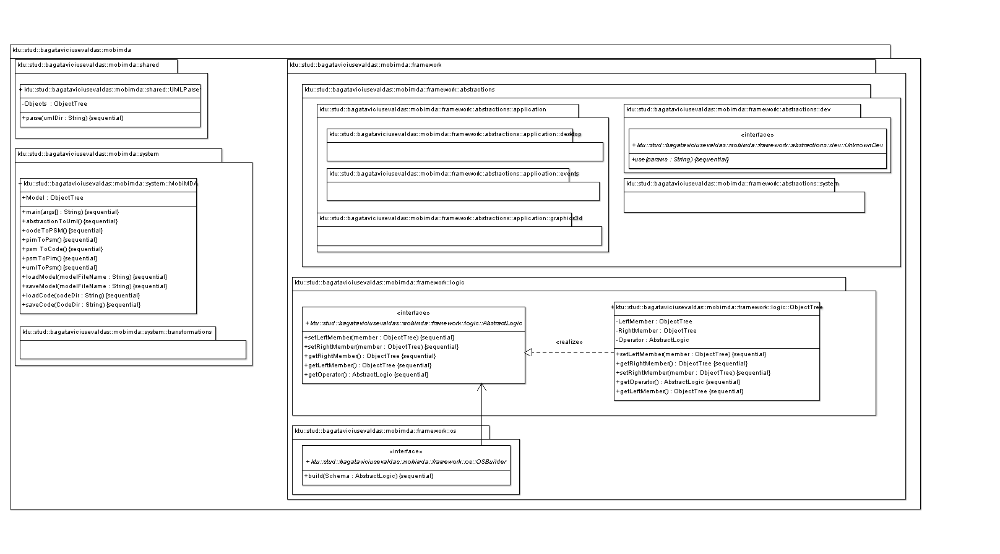 ktu::stud::bagataviciusevaldas::mobimda
ktu::stud::bagataviciusevaldas::mobimda::shared
+ ktu::stud::bagataviciusevaldas::mobimda::shared::UMLParser
-Objects : ObjectTree
+parse(umlDir : String) {sequential}
ktu::stud::bagataviciusevaldas::mobimda::system
+ ktu::stud::bagataviciusevaldas::mobimda::system::MobiMDA
+Model : ObjectTree
+main(args[] : String) {sequential}
+abstractionToUml() {sequential}
+codeToPSM() {sequential}
+pimToPsm() {sequential}
+psmToCode() {sequential}
+psmToPim() {sequential}
+umlToPsm() {sequential}
+loadModel(modelFileName : String) {sequential}
+saveModel(modelFileName : String) {sequential}
+loadCode(codeDir : String) {sequential}
+saveCode(CodeDir : String) {sequential}
ktu::stud::bagataviciusevaldas::mobimda::system::transformations
ktu::stud::bagataviciusevaldas::mobimda::framework
ktu::stud::bagataviciusevaldas::mobimda::framework::abstractions
ktu::stud::bagataviciusevaldas::mobimda::framework::abstractions::application
ktu::stud::bagataviciusevaldas::mobimda::framework::abstractions::application::desktop
ktu::stud::bagataviciusevaldas::mobimda::framework::abstractions::application::events
ktu::stud::bagataviciusevaldas::mobimda::framework::abstractions::application::graphics3d
ktu::stud::bagataviciusevaldas::mobimda::framework::abstractions::dev
«interface»
+ ktu::stud::bagataviciusevaldas::mobimda::framework::abstractions::dev::UnknownDev
+use(params : String) {sequential}
ktu::stud::bagataviciusevaldas::mobimda::framework::abstractions::system
ktu::stud::bagataviciusevaldas::mobimda::framework::logic
«interface»
+ ktu::stud::bagataviciusevaldas::mobimda::framework::logic::AbstractLogic
+setLeftMember(member : ObjectTree) {sequential}
+setRightMember(member : ObjectTree) {sequential}
+getRightMember() : ObjectTree {sequential}
+getLeftMember() : ObjectTree {sequential}
+getOperator() : AbstractLogic {sequential}
«realize»
+ ktu::stud::bagataviciusevaldas::mobimda::framework::logic::ObjectTree
-LeftMember : ObjectTree
-RightMember : ObjectTree
-Operator : AbstractLogic
+setLeftMember(member : ObjectTree) {sequential}
+getRightMember() : ObjectTree {sequential}
+setRightMember(member : ObjectTree) {sequential}
+getOperator() : AbstractLogic {sequential}
+getLeftMember() : ObjectTree {sequential}
ktu::stud::bagataviciusevaldas::mobimda::framework::os
«interface»
+ ktu::stud::bagataviciusevaldas::mobimda::framework::os::OSBuilder
+build(Schema : AbstractLogic) {sequential}